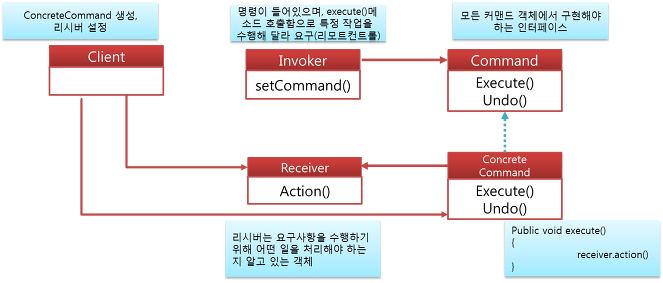 ConcreteCommand 생성,
리시버 설정
명령이 들어있으며, execute()메
소드 호출함으로 특정 작업을
수행해 달라 요구(리모트컨트롤)
모든 커맨드 객체에서 구현해야
하는 인터페이스
Client
Invoker
setCommand()
Command
Execute()
Undo()
Receiver
Action()
Concrete
Command
Execute()
Undo()
리시버는 요구사항을 수행하기
위해 어떤 일을 처리해야 하는
지 알고 있는 객체
Public void execute()
{
receiver.action()
}